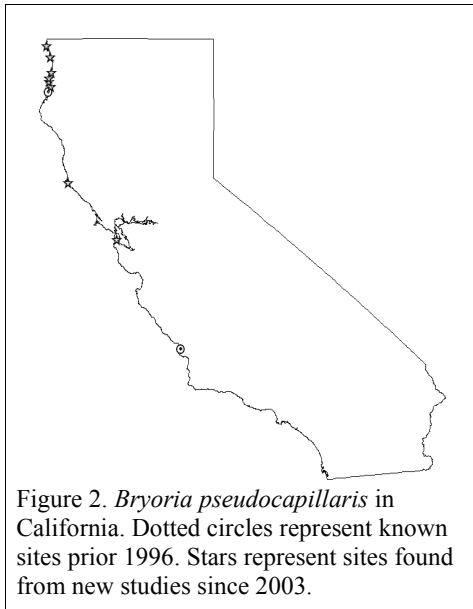 Figure 2. Bryoria pseudocapillaris in
California. Dotted circles represent known
sites prior 1996. Stars represent sites found
from new studies since 2003.